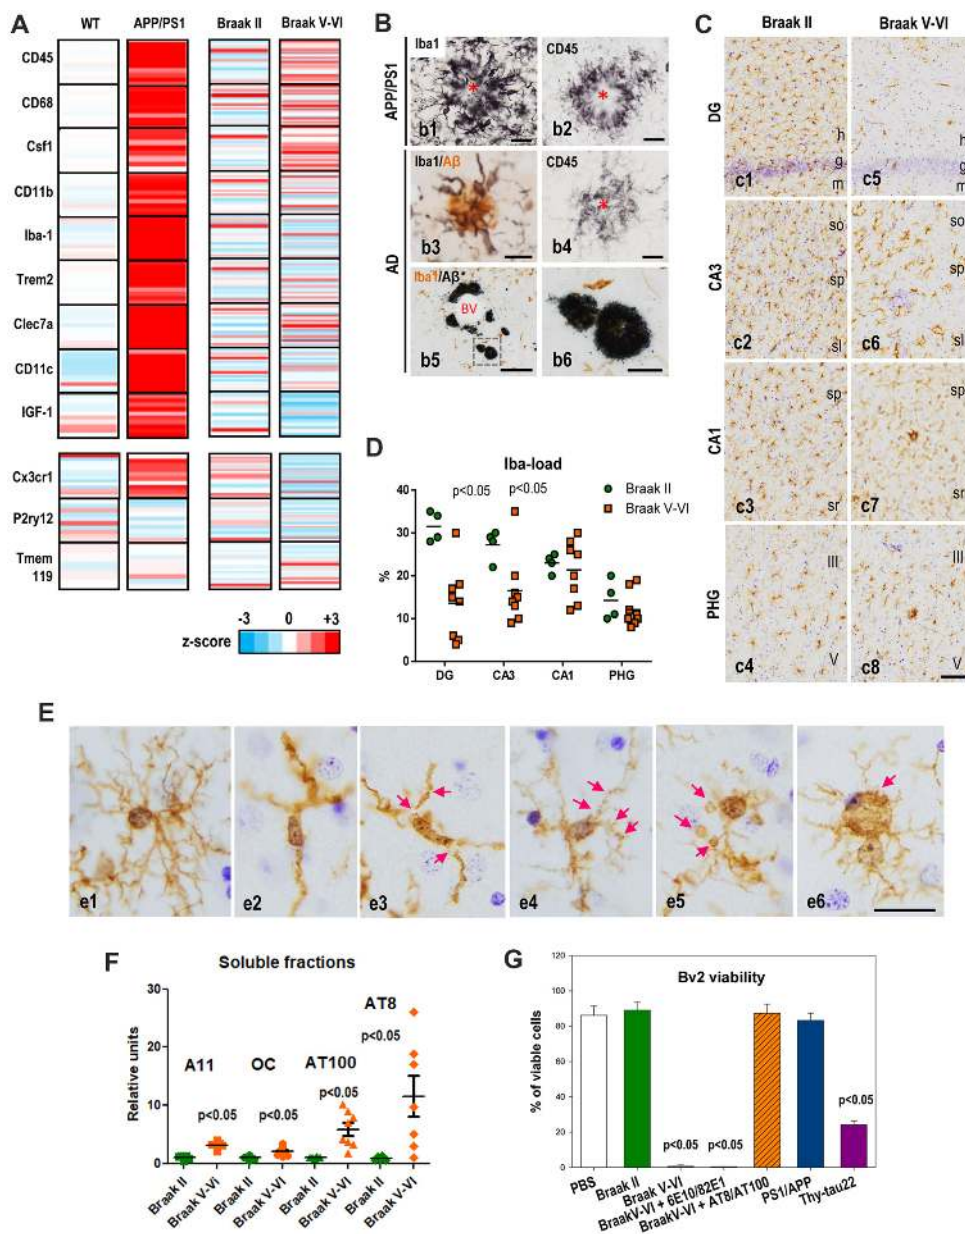 A
WT
APP/PS1
Braak II
Braak V-VI
CD45
CD68
Csf1
CD11b
Iba-1
Trem2
Clec7a
CD11c
IGF-1
Cx3cr1
P2ry12
Tmem
119
z-score
-3
0
+3
B
APP/PS1
AD
Iba1
b1
CD45
b2
Iba1/Aβ
b3
CD45
b4
Iba1/Aβ
BV
b5
b6
C
Braak II
Braak V-VI
DG
h
g
m
c1
h
g
m
c5
CA3
so
sp
sl
c2
so
sp
sl
c6
CA1
sp
sr
c3
sp
sr
c7
PHG
III
V
c4
III
V
c8
D
Iba-load
p<0.05
p<0.05
Braak II
Braak V-VI
%
40
30
20
10
0
DG
CA3
CA1
PHG
E
e1
e2
e3
e4
e5
e6
F
Soluble fractions
Relative units
30
20
10
0
A11
OC
AT100
AT8
p<0.05
p<0.05
p<0.05
p<0.05
Braak II
Braak V-VI
Braak II
Braak V-VI
Braak II
Braak V-VI
Braak II
Braak V-VI
G
Bv2 viability
% of viable cells
120
100
80
60
40
20
0
p<0.05
p<0.05
p<0.05
PBS
Braak II
Braak V-VI
BraakV-VI + 6E10/82E1
BraakV-VI + AT8/AT100
PS1/APP
Thy-tau22